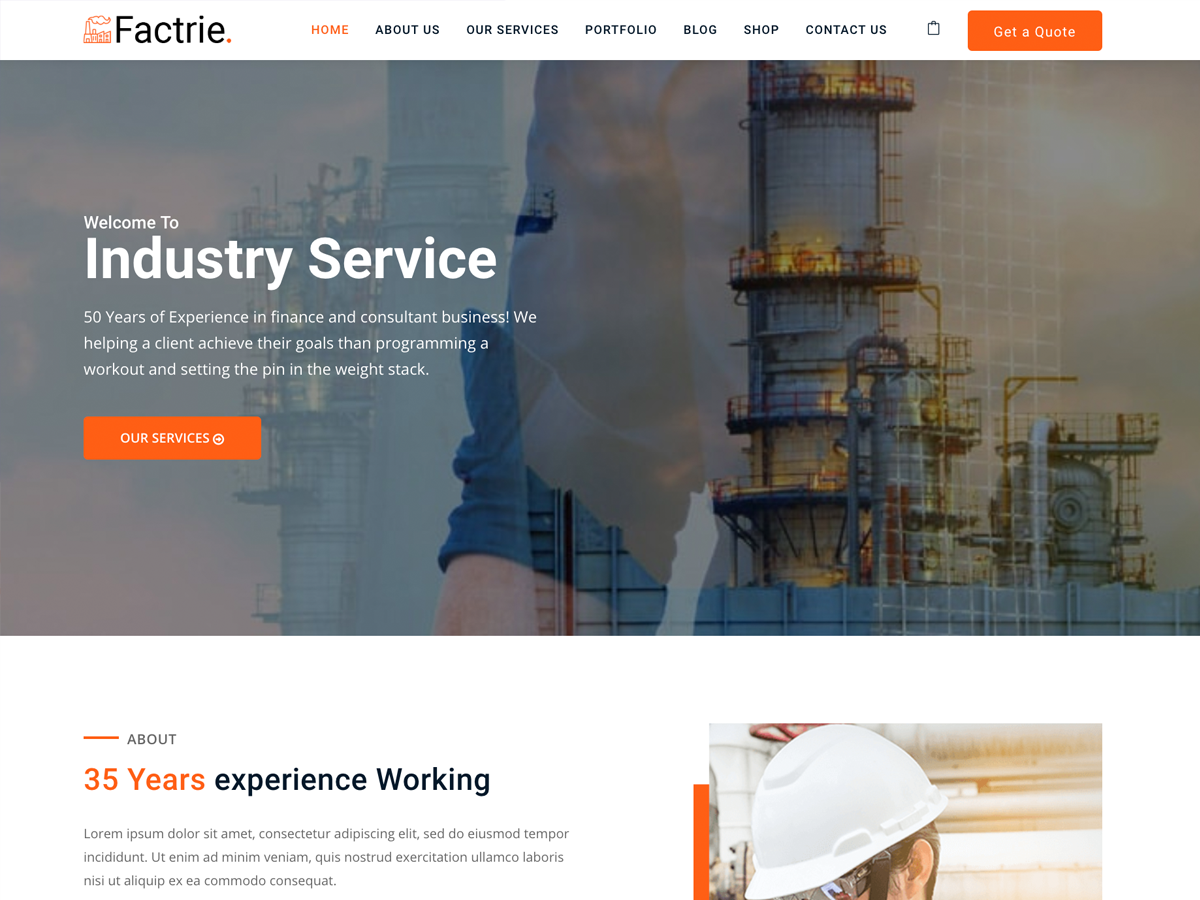 Factrie.
HOME
ABOUT US
OUR SERVICES
PORTFOLIO
BLOG
SHOP
CONTACT US
Get a Quote
Welcome To
Industry Service
50 Years of Experience in finance and consultant business! We
helping a client achieve their goals than programming a
workout and setting the pin in the weight stack.
OUR SERVICES
ABOUT
35 Years experience Working
Lorem ipsum dolor sit amet, consectetur adipiscing elit, sed do eiusmod tempor
incididunt. Ut enim ad minim veniam, quis nostrud exercitation ullamco laboris
nisi ut aliquip ex ea commodo consequat.